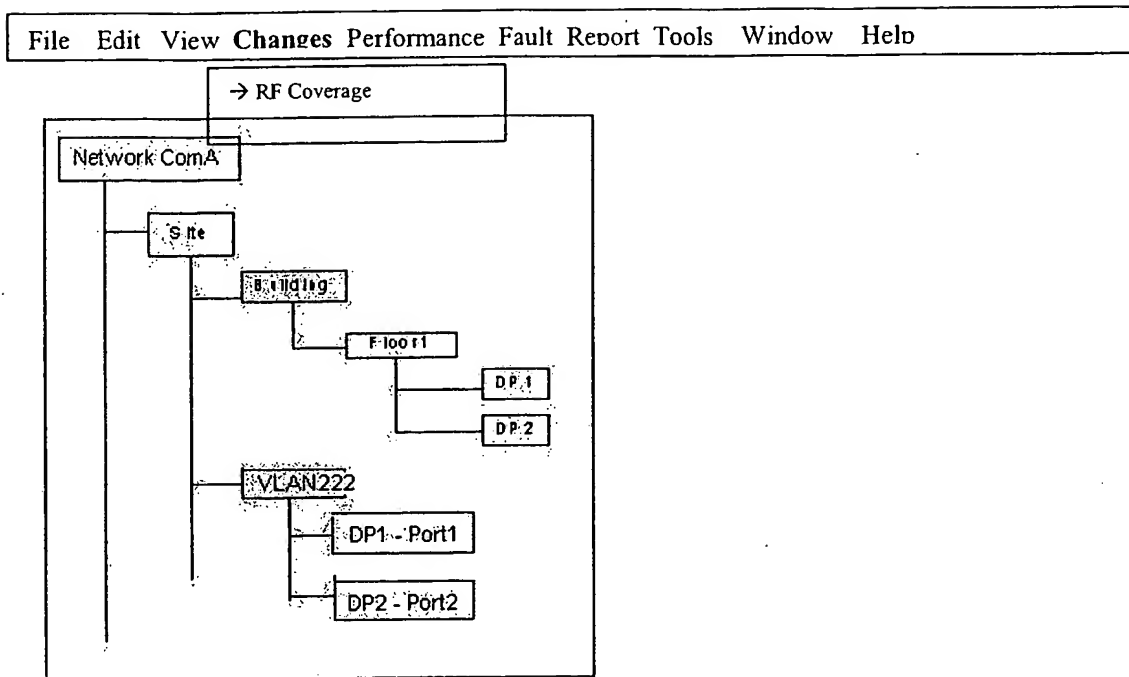 File Edit View Changes Performance Fault Report Tools Window Help
→ RF Coverage
Network ComA
Site
Building
Floor1
DP1
DP2
VLAN222
DP1 - Port1
DP2 - Port2